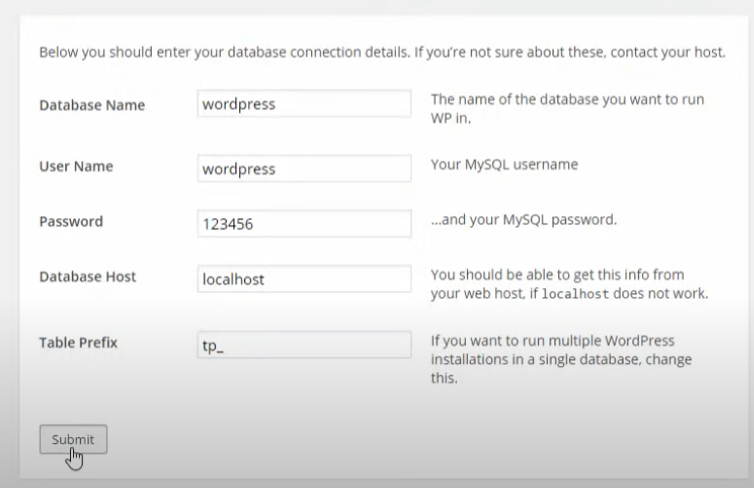 Below you should enter your database connection details. If you're not sure about these, contact your host.
Database Name
wordpress
The name of the database you want to run
WP in.
User Name
wordpress
Your MySQL username
Password
123456
...and your MySQL password.
Database Host
localhost
You should be able to get this info from
your web host, if localhost does not work.
Table Prefix
tp_
If you want to run multiple WordPress
installations in a single database, change
this.
Submit